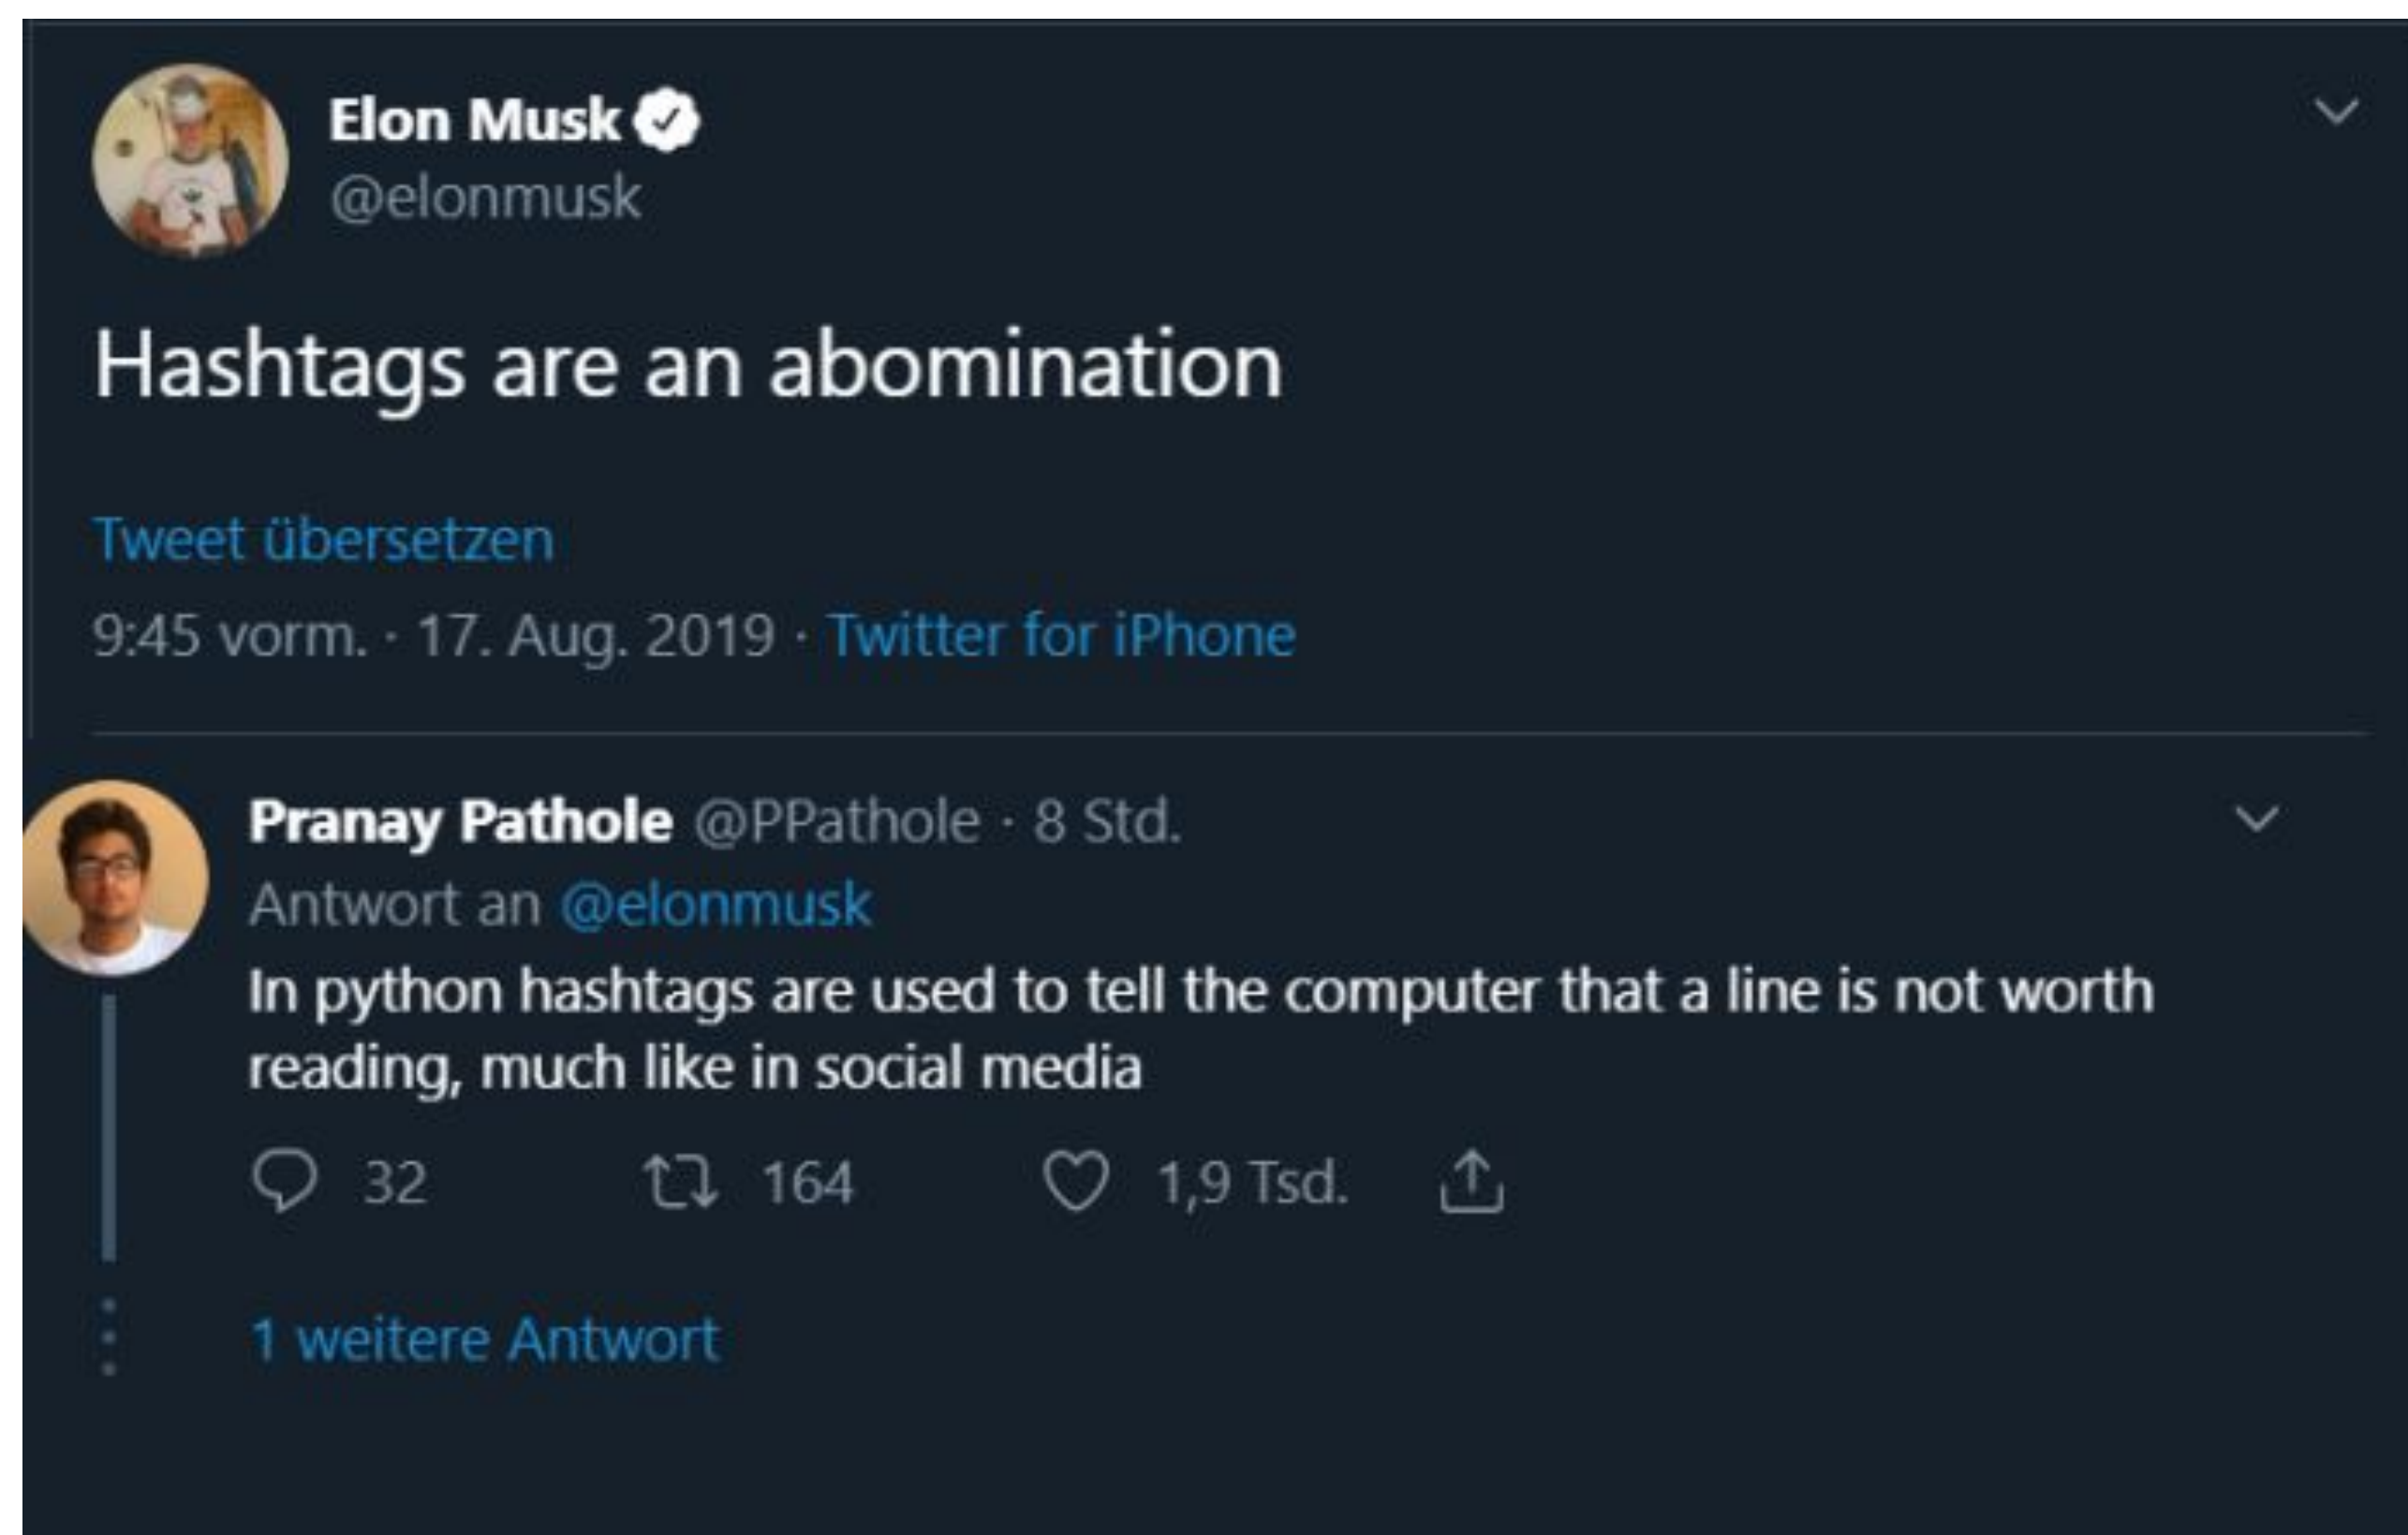 Elon Musk
@elonmusk
Hashtags are an abomination
Tweet übersetzen
9:45 vorm. · 17. Aug. 2019 · Twitter for iPhone
Pranay Pathole @PPathole · 8 Std.
Antwort an @elonmusk
In python hashtags are used to tell the computer that a line is not worth
reading, much like in social media
32 164 1,9 Tsd.
1 weitere Antwort